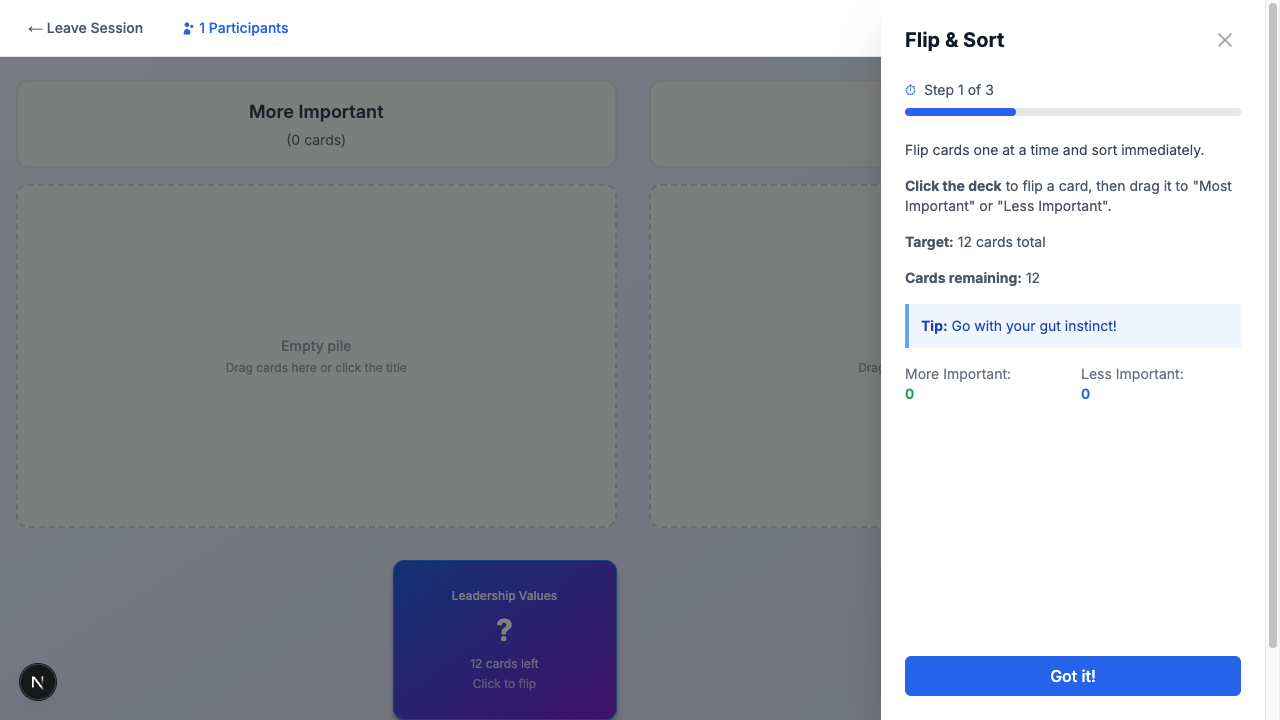 ← Leave Session
1 Participants
More Important
(0 cards)
Empty pile
Drag cards here or click the title
Drag
Leadership Values
?
12 cards left
Click to flip
N
Flip & Sort
Step 1 of 3
Flip cards one at a time and sort immediately.
Click the deck to flip a card, then drag it to "Most
Important" or "Less Important".
Target: 12 cards total
Cards remaining: 12
Tip: Go with your gut instinct!
More Important:
0
Less Important:
0
Got it!